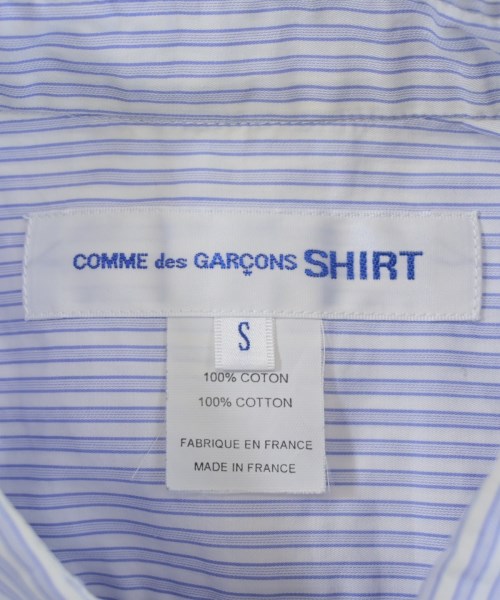 COMME des GARÇONS SHIRT
S
100% COTON
100% COTTON
FABRIQUE EN FRANCE
MADE IN FRANCE